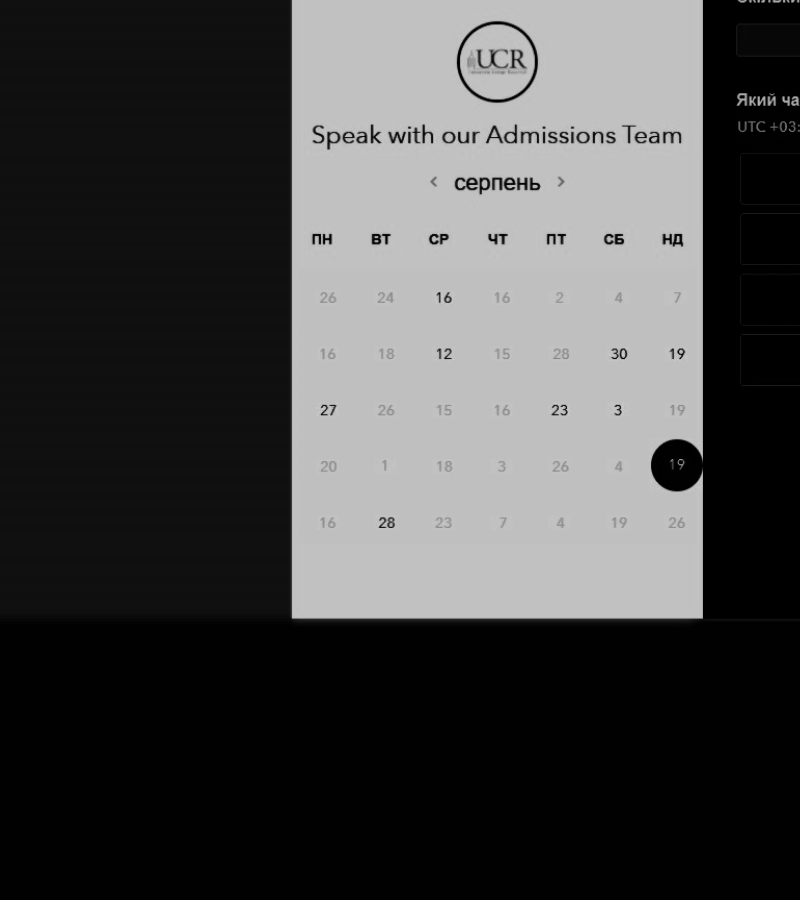 UCR
Speak with our Admissions Team
серпень
ПН ВТ СР ЧТ ПТ СБ НД
26 24 16 16 2 4 7
16 18 12 15 28 30 19
27 26 15 16 23 3 19
20 1 18 3 26 4 19
16 28 23 7 4 19 26
Який ча
UTC +03: